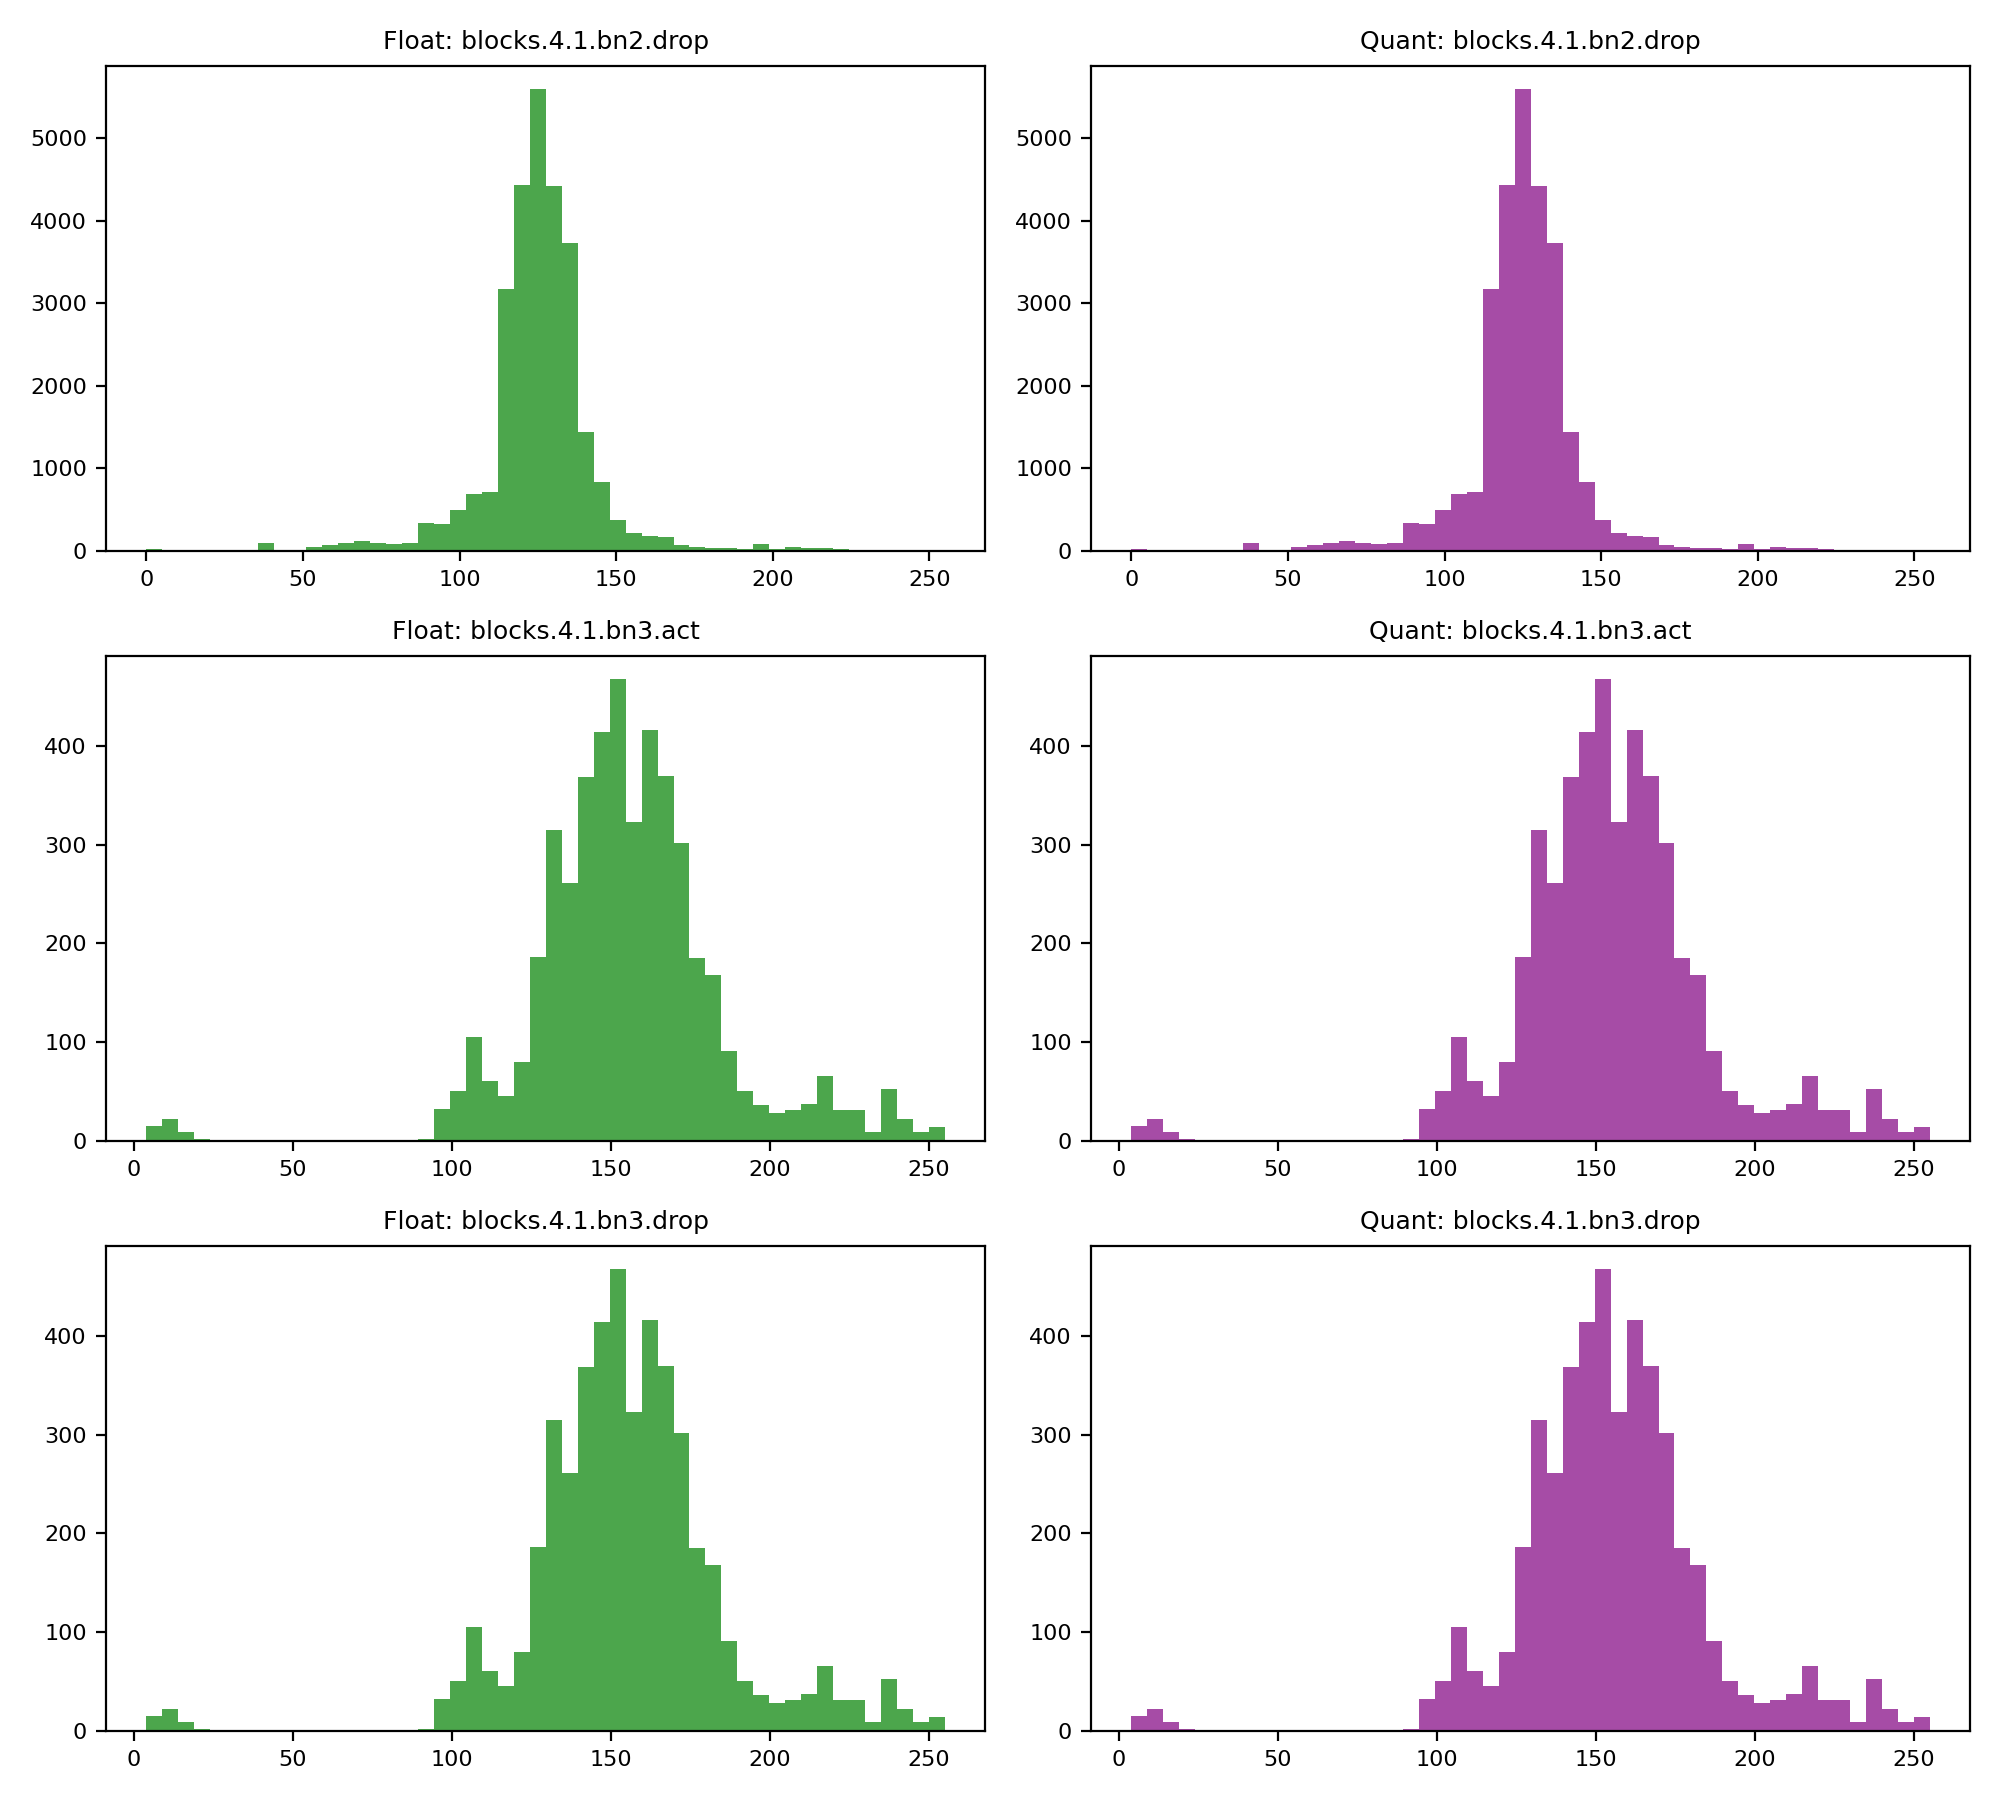 Float: blocks.4.1.bn2.drop
Quant: blocks.4.1.bn2.drop
5000
4000
3000
2000
1000
0
0 50 100 150 200 250
5000
4000
3000
2000
1000
0
0 50 100 150 200 250
Float: blocks.4.1.bn3.act
Quant: blocks.4.1.bn3.act
400
300
200
100
0
0 50 100 150 200 250
400
300
200
100
0
0 50 100 150 200 250
Float: blocks.4.1.bn3.drop
Quant: blocks.4.1.bn3.drop
400
300
200
100
0
0 50 100 150 200 250
400
300
200
100
0
0 50 100 150 200 250